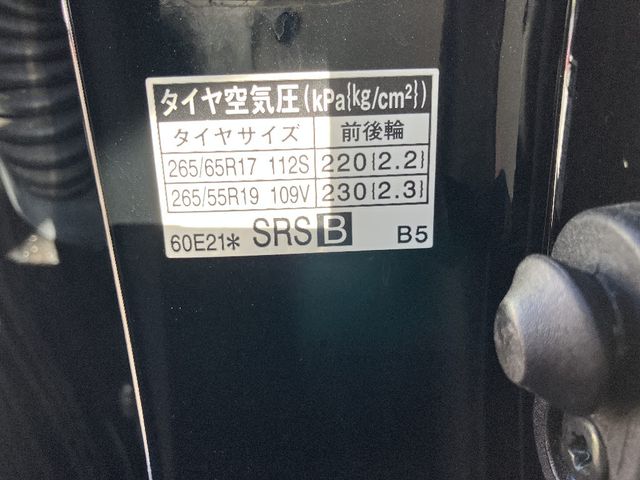 タイヤ空気圧(kPa{kg/cm²})
タイヤサイズ 前後輪
265/65R17 112S 220{2.2}
265/55R19 109V 230{2.3}
60E21* SRS B B5